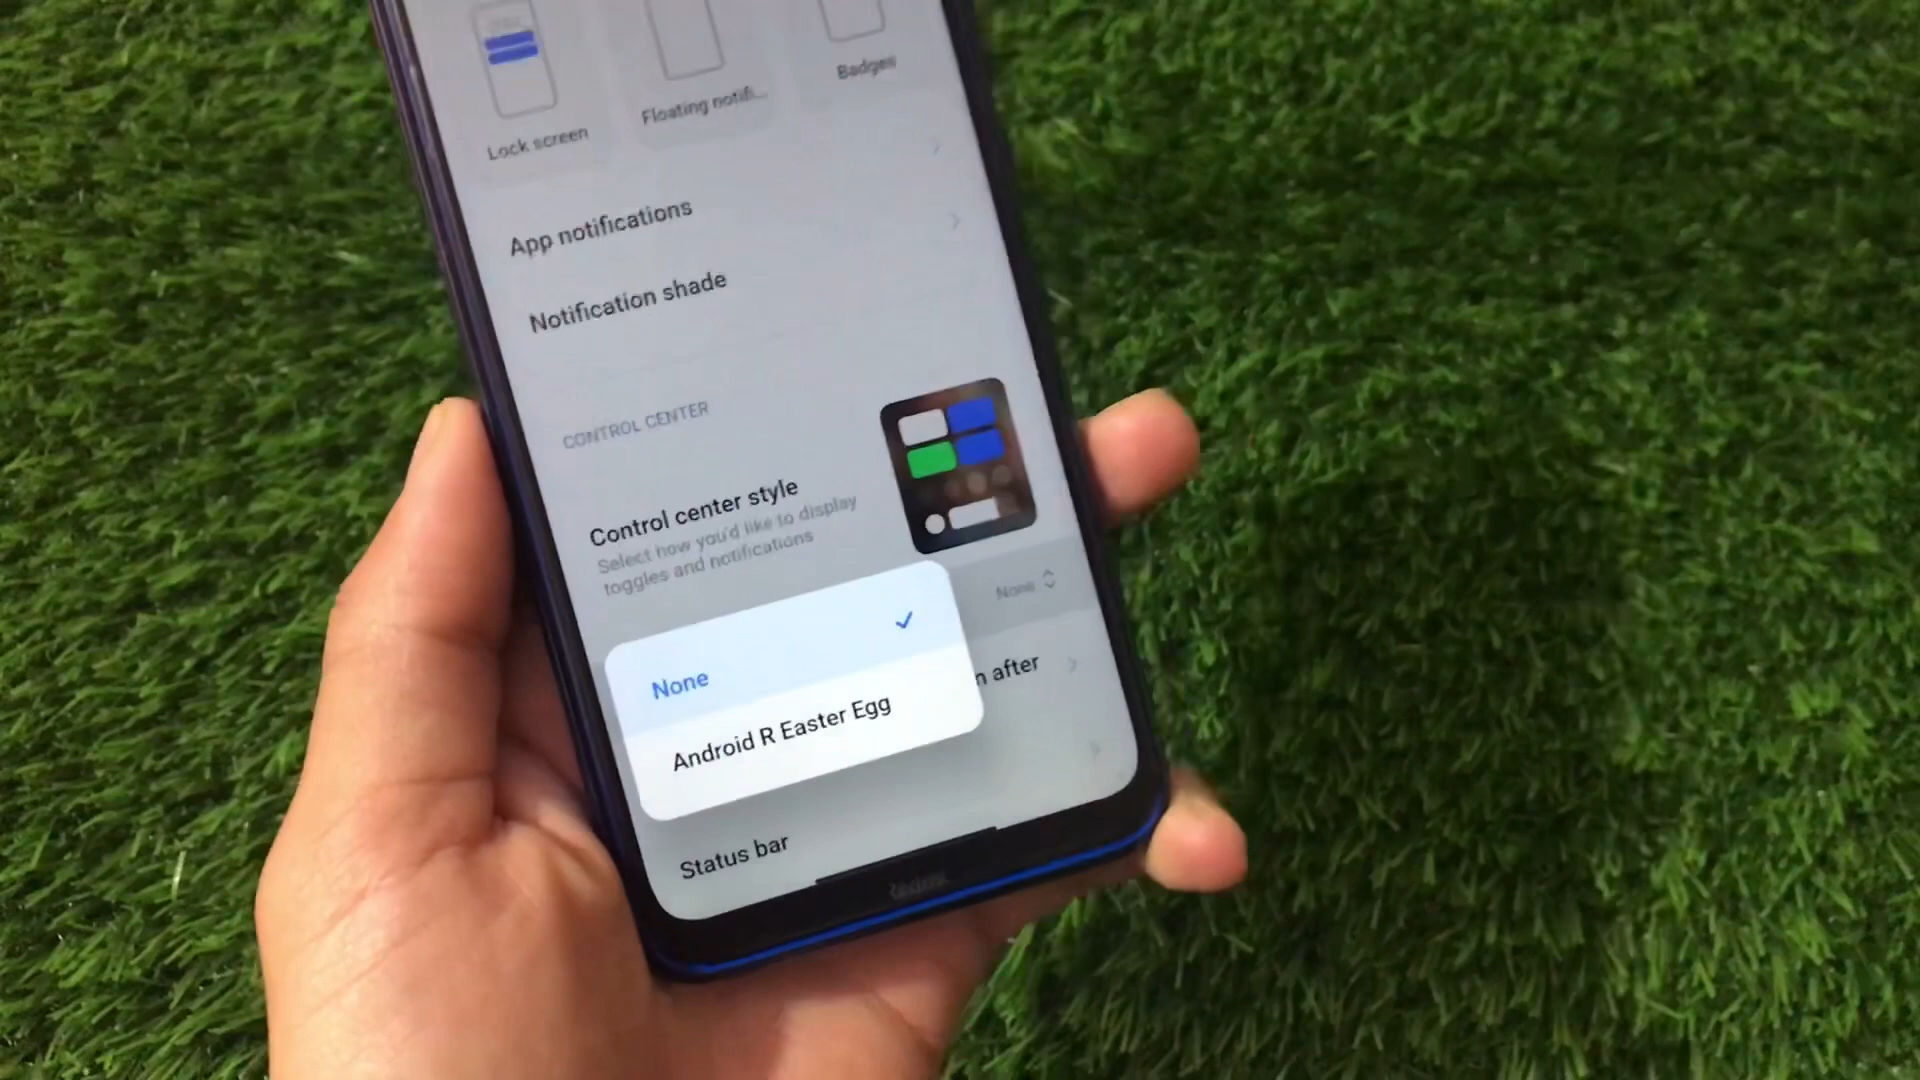 Lock screen
Floating notifi...
Badges
App notifications
Notification shade
CONTROL CENTER
Control center style
Select how you'd like to display
toggles and notifications
None
None
Android R Easter Egg
n after
Status bar
Redmi